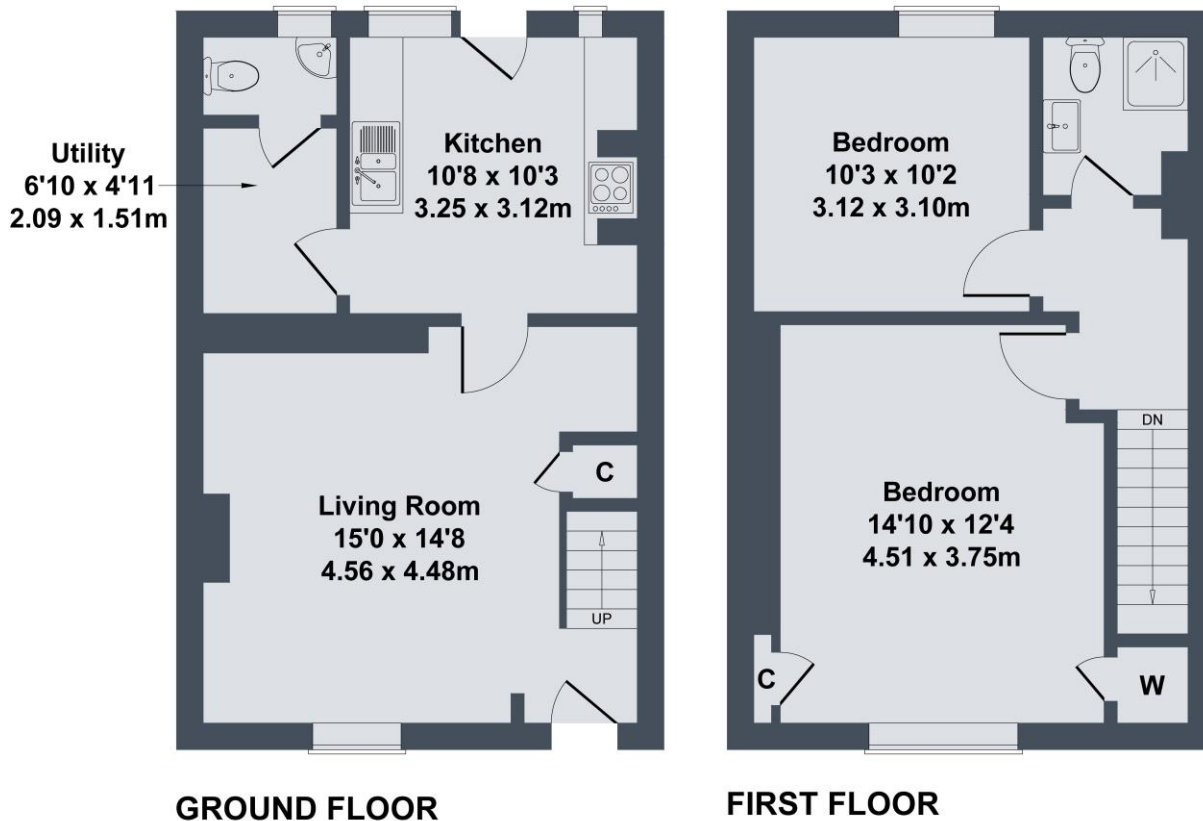 Utility
6'10 x 4'11
2.09 x 1.51m
Kitchen
10'8 x 10'3
3.25 x 3.12m
Living Room
15'0 x 14'8
4.56 x 4.48m
C
UP
GROUND FLOOR
Bedroom
10'3 x 10'2
3.12 x 3.10m
DN
Bedroom
14'10 x 12'4
4.51 x 3.75m
C
W
FIRST FLOOR